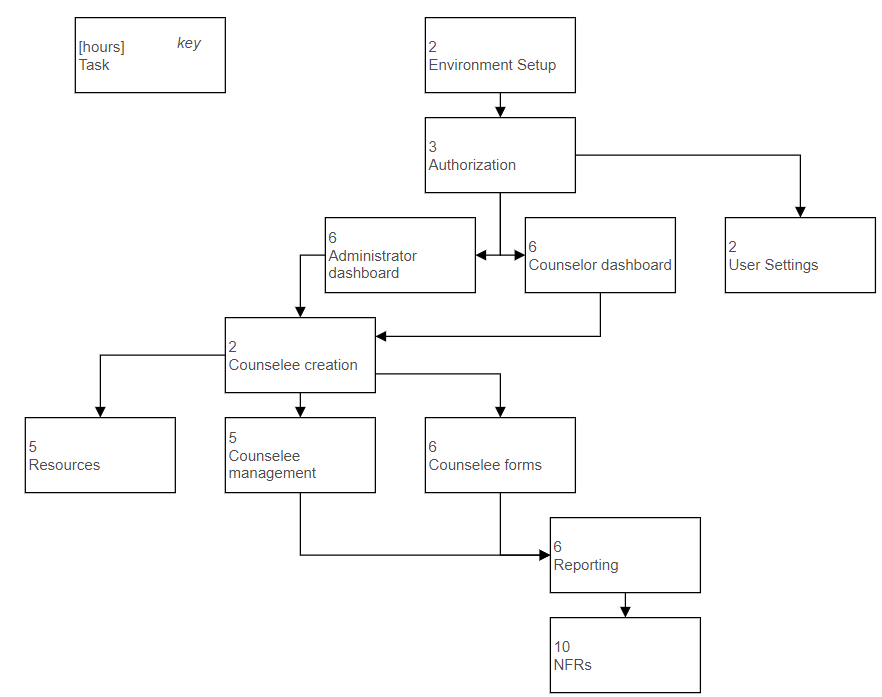 [hours]
key
Task
2
Environment Setup
3
Authorization
6
Administrator
dashboard
6
Counselor dashboard
2
User Settings
2
Counselee creation
5
Resources
5
Counselee
management
6
Counselee forms
6
Reporting
10
NFRs